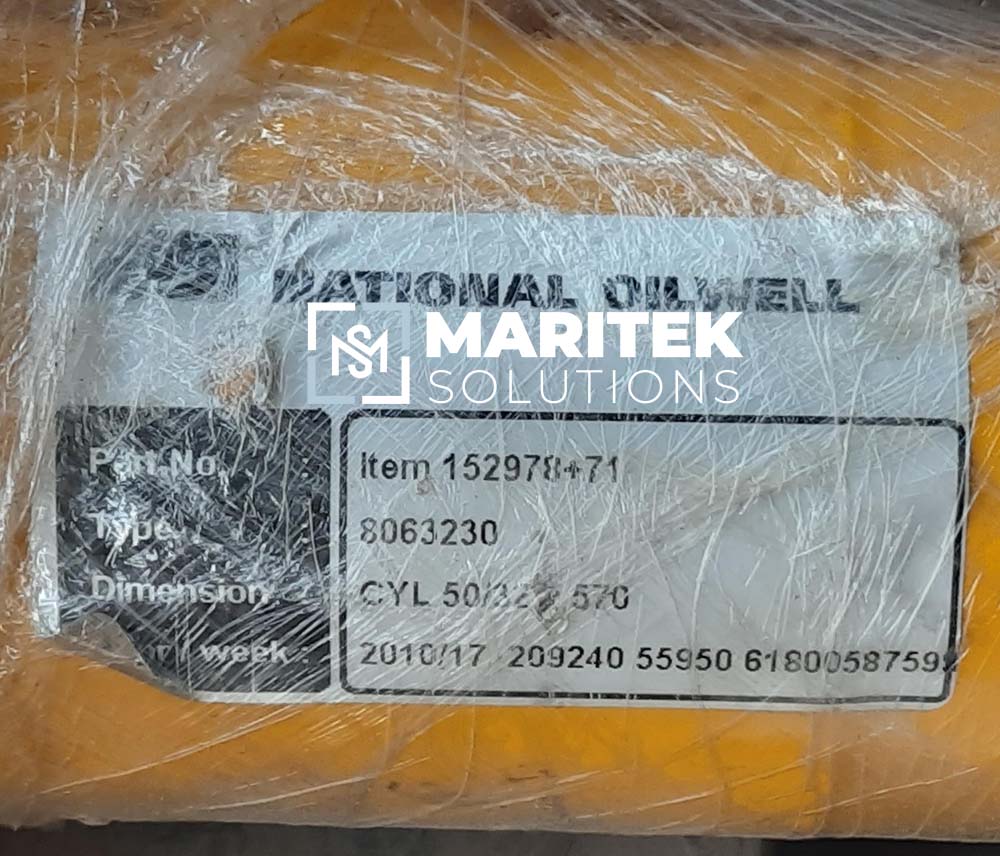 NATIONAL OILWELL
MARITEK
SOLUTIONS
Part.No. : Item 152978+71
Type : 8063230
Dimension : CYL 50/32 570
week : 2010/17 209240 55950 6180058759